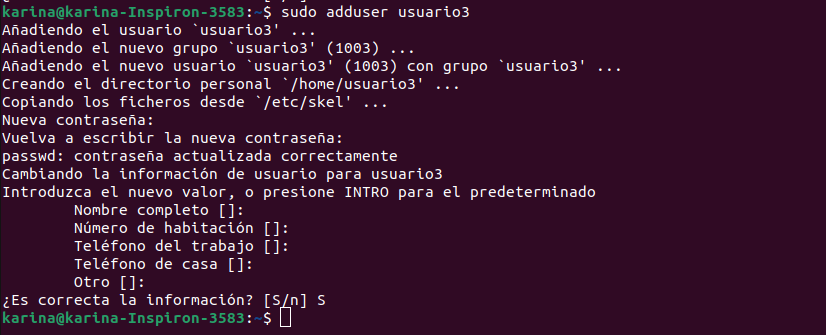 karina@karina-Inspiron-3583:~$ sudo adduser usuario3
Añadiendo el usuario `usuario3' ...
Añadiendo el nuevo grupo `usuario3' (1003) ...
Añadiendo el nuevo usuario `usuario3' (1003) con grupo `usuario3' ...
Creando el directorio personal `/home/usuario3' ...
Copiando los ficheros desde `/etc/skel' ...
Nueva contraseña:
Vuelva a escribir la nueva contraseña:
passwd: contraseña actualizada correctamente
Cambiando la información de usuario para usuario3
Introduzca el nuevo valor, o presione INTRO para el predeterminado
Nombre completo []:
Número de habitación []:
Teléfono del trabajo []:
Teléfono de casa []:
Otro []:
¿Es correcta la información? [S/n] S
karina@karina-Inspiron-3583:~$